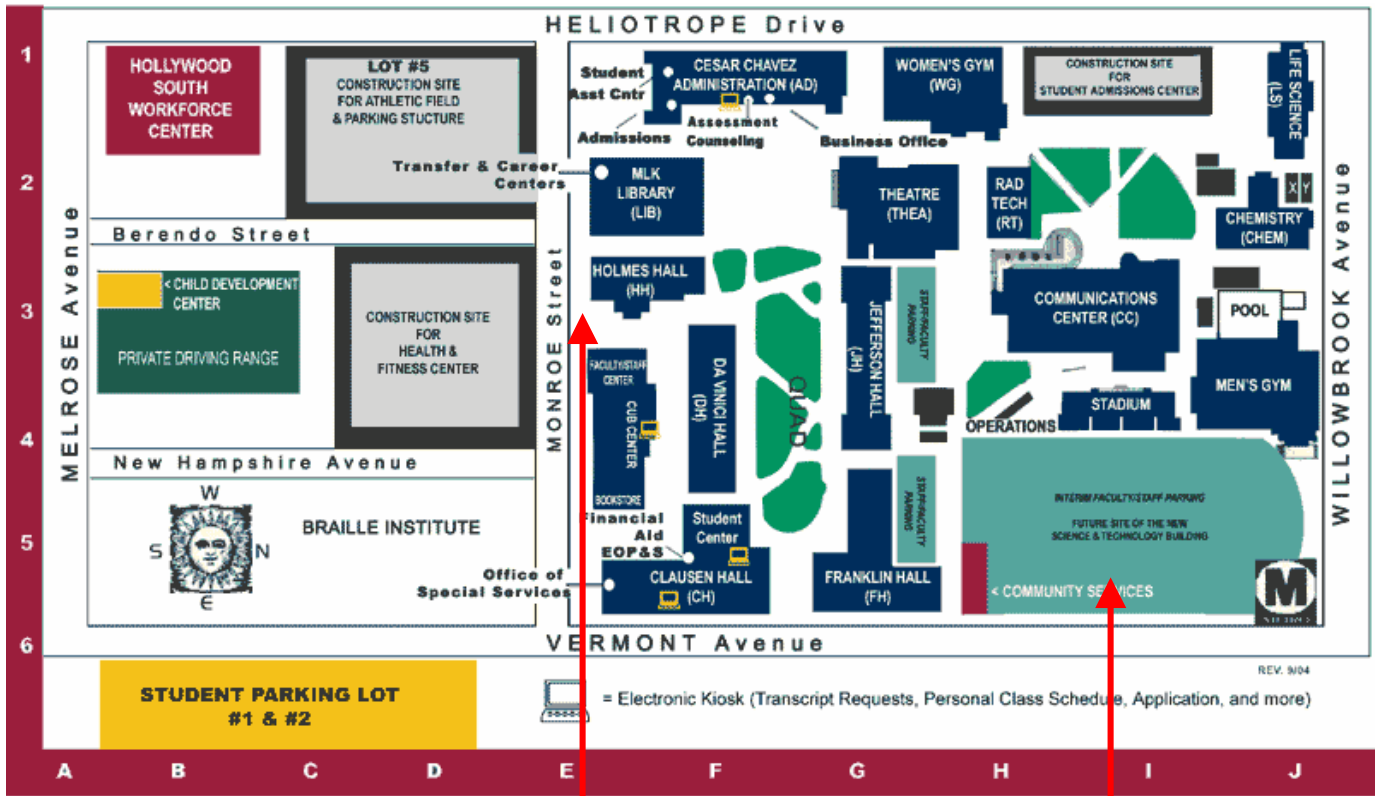 HELIOTROPE Drive
1
HOLLYWOOD
SOUTH
WORKFORCE
CENTER
LOT #5
CONSTRUCTION SITE
FOR ATHLETIC FIELD
& PARKING STUCTURE
Student
Asst Cntr
CESAR CHAVEZ
ADMINISTRATION (AD)
Admissions
Assessment
Counseling
Business Office
WOMEN'S GYM
(WG)
CONSTRUCTION SITE
FOR
STUDENT ADMISSIONS CENTER
LIFE SCIENCE
(LS)
2
Transfer & Career
Centers
MLK
LIBRARY
(LIB)
THEATRE
(THEA)
RAD
TECH
(RT)
X Y
CHEMISTRY
(CHEM)
MELROSE Avenue
Berendo Street
MONROE Street
WILLOWBROOK Avenue
3
< CHILD DEVELOPMENT
CENTER
PRIVATE DRIVING RANGE
CONSTRUCTION SITE
FOR
HEALTH &
FITNESS CENTER
HOLMES HALL
(HH)
FACULTY/STAFF
CENTER
CUB CENTER
BOOKSTORE
DA VINICI HALL
(DH)
QUAD
JEFFERSON HALL
(JH)
STAFF/FACULTY
PARKING
COMMUNICATIONS
CENTER (CC)
POOL
MEN'S GYM
STADIUM
OPERATIONS
4
New Hampshire Avenue
W
S
N
E
BRAILLE INSTITUTE
5
Financial
Aid
EOP&S
Student
Center
Office of
Special Services
CLAUSEN HALL
(CH)
STAFF/FACULTY
PARKING
FRANKLIN HALL
(FH)
INTERIM FACULTY/STAFF PARKING
FUTURE SITE OF THE NEW
SCIENCE & TECHNOLOGY BUILDING
< COMMUNITY SERVICES
M
METRO
6
VERMONT Avenue
REV. 9/04
STUDENT PARKING LOT
#1 & #2
= Electronic Kiosk (Transcript Requests, Personal Class Schedule, Application, and more)
A B C D E F G H I J